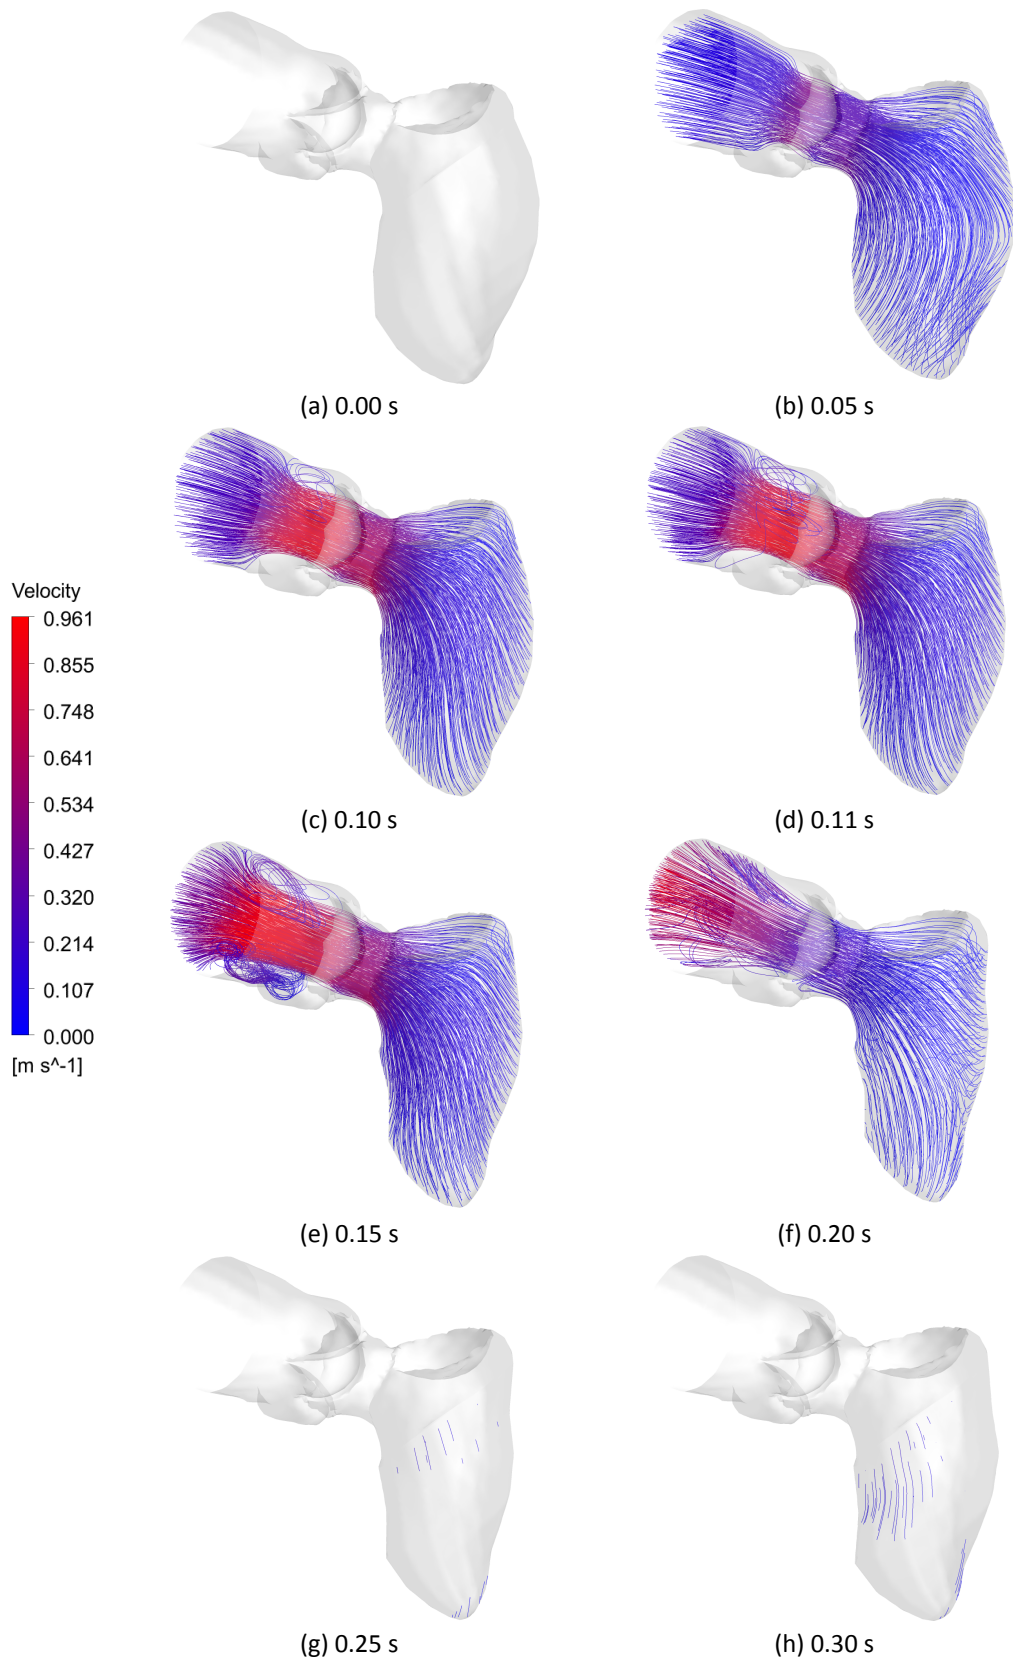 (a) 0.00 s
(b) 0.05 s
(c) 0.10 s
(d) 0.11 s
Velocity
0.961
0.855
0.748
0.641
0.534
0.427
0.320
0.214
0.107
0.000
[m s^-1]
(e) 0.15 s
(f) 0.20 s
(g) 0.25 s
(h) 0.30 s